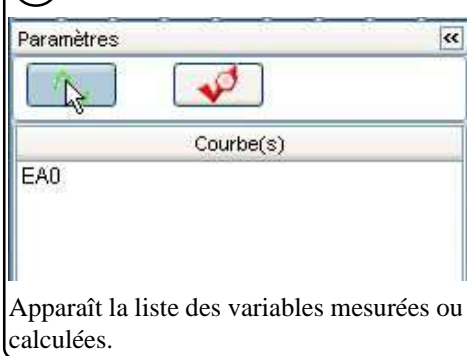 Paramètres
Courbe(s)
EA0
Apparaît la liste des variables mesurées ou
calculées.